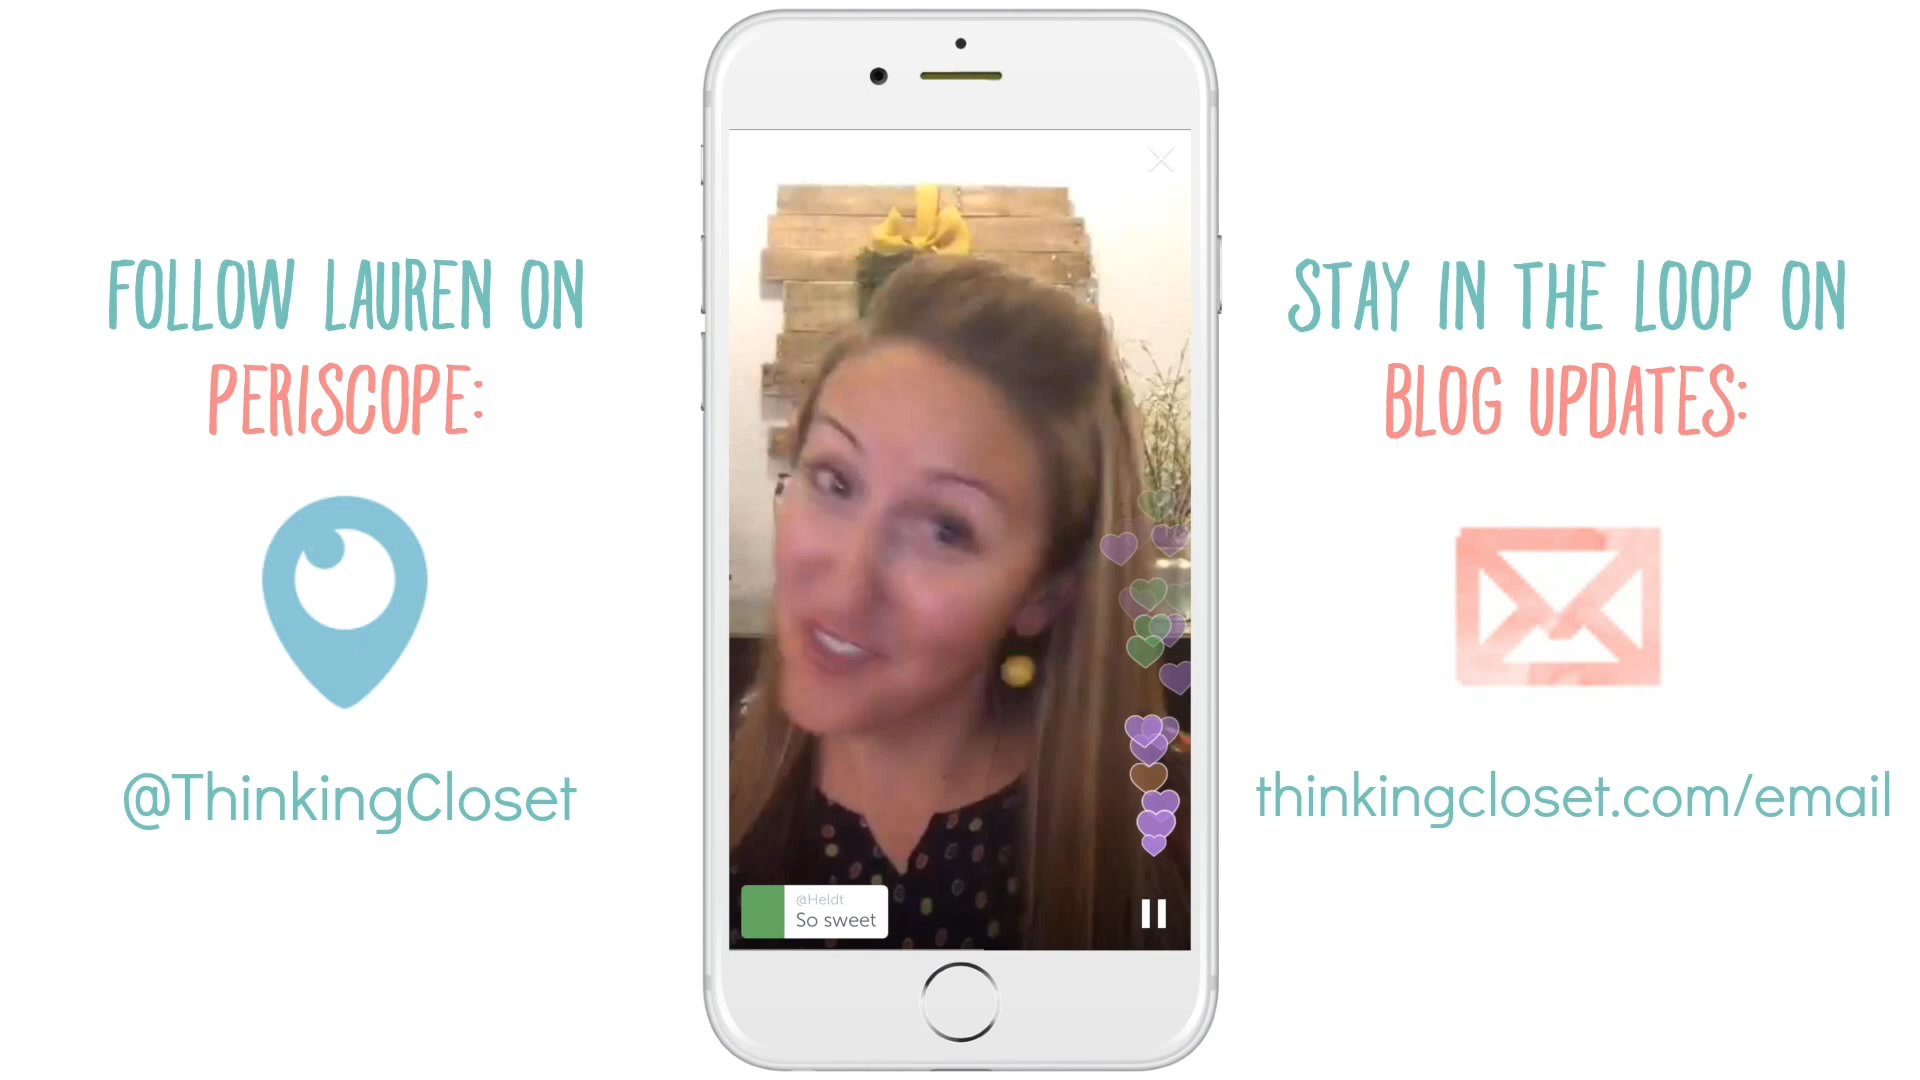 FOLLOW LAUREN ON
PERISCOPE:
@ThinkingCloset
@Heldt
So sweet
STAY IN THE LOOP ON
BLOG UPDATES:
thinkingcloset.com/email